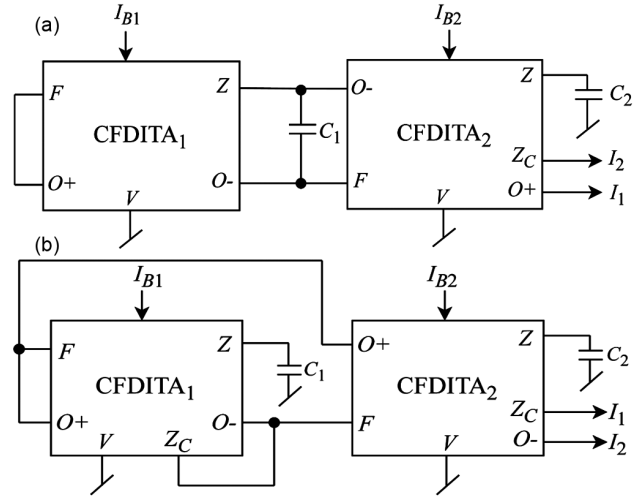 (a)
I_B1
I_B2
F
Z
O-
Z
C_2
CFDITA_1
C_1
CFDITA_2
Z_C
I_2
O+
V
O-
F
V
O+
I_1
(b)
I_B1
I_B2
F
Z
C_1
O+
Z
C_2
CFDITA_1
CFDITA_2
O+
V
Z_C
O-
F
V
Z_C
I_1
O-
I_2